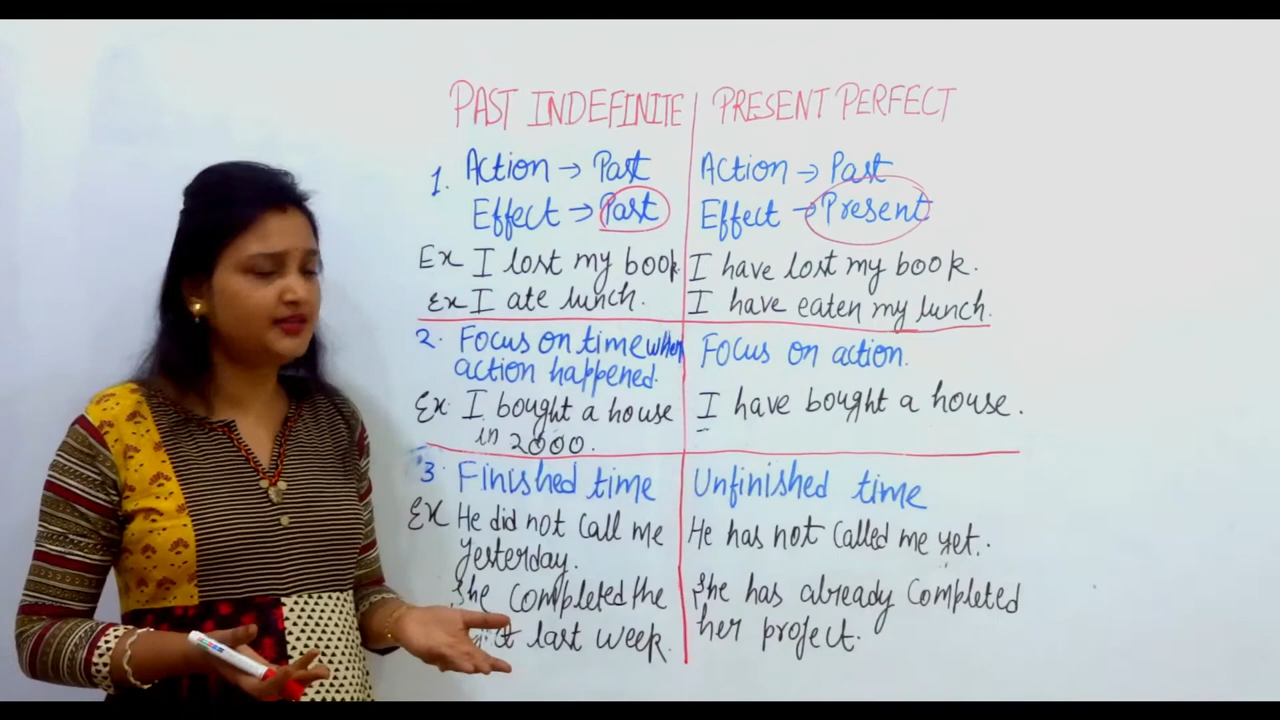 PAST INDEFINITE
1. Action → Past
Effect → Past
Ex I lost my book.
Ex I ate lunch.
2. Focus on time when
action happened.
Ex. I bought a house
in 2000.
3. Finished time
Ex He did not call me
yesterday.
She completed the
last week.
PRESENT PERFECT
Action → Past
Effect → Present
I have lost my book.
I have eaten my lunch.
Focus on action.
I have bought a house.
Unfinished time
He has not called me yet.
She has already completed
her project.